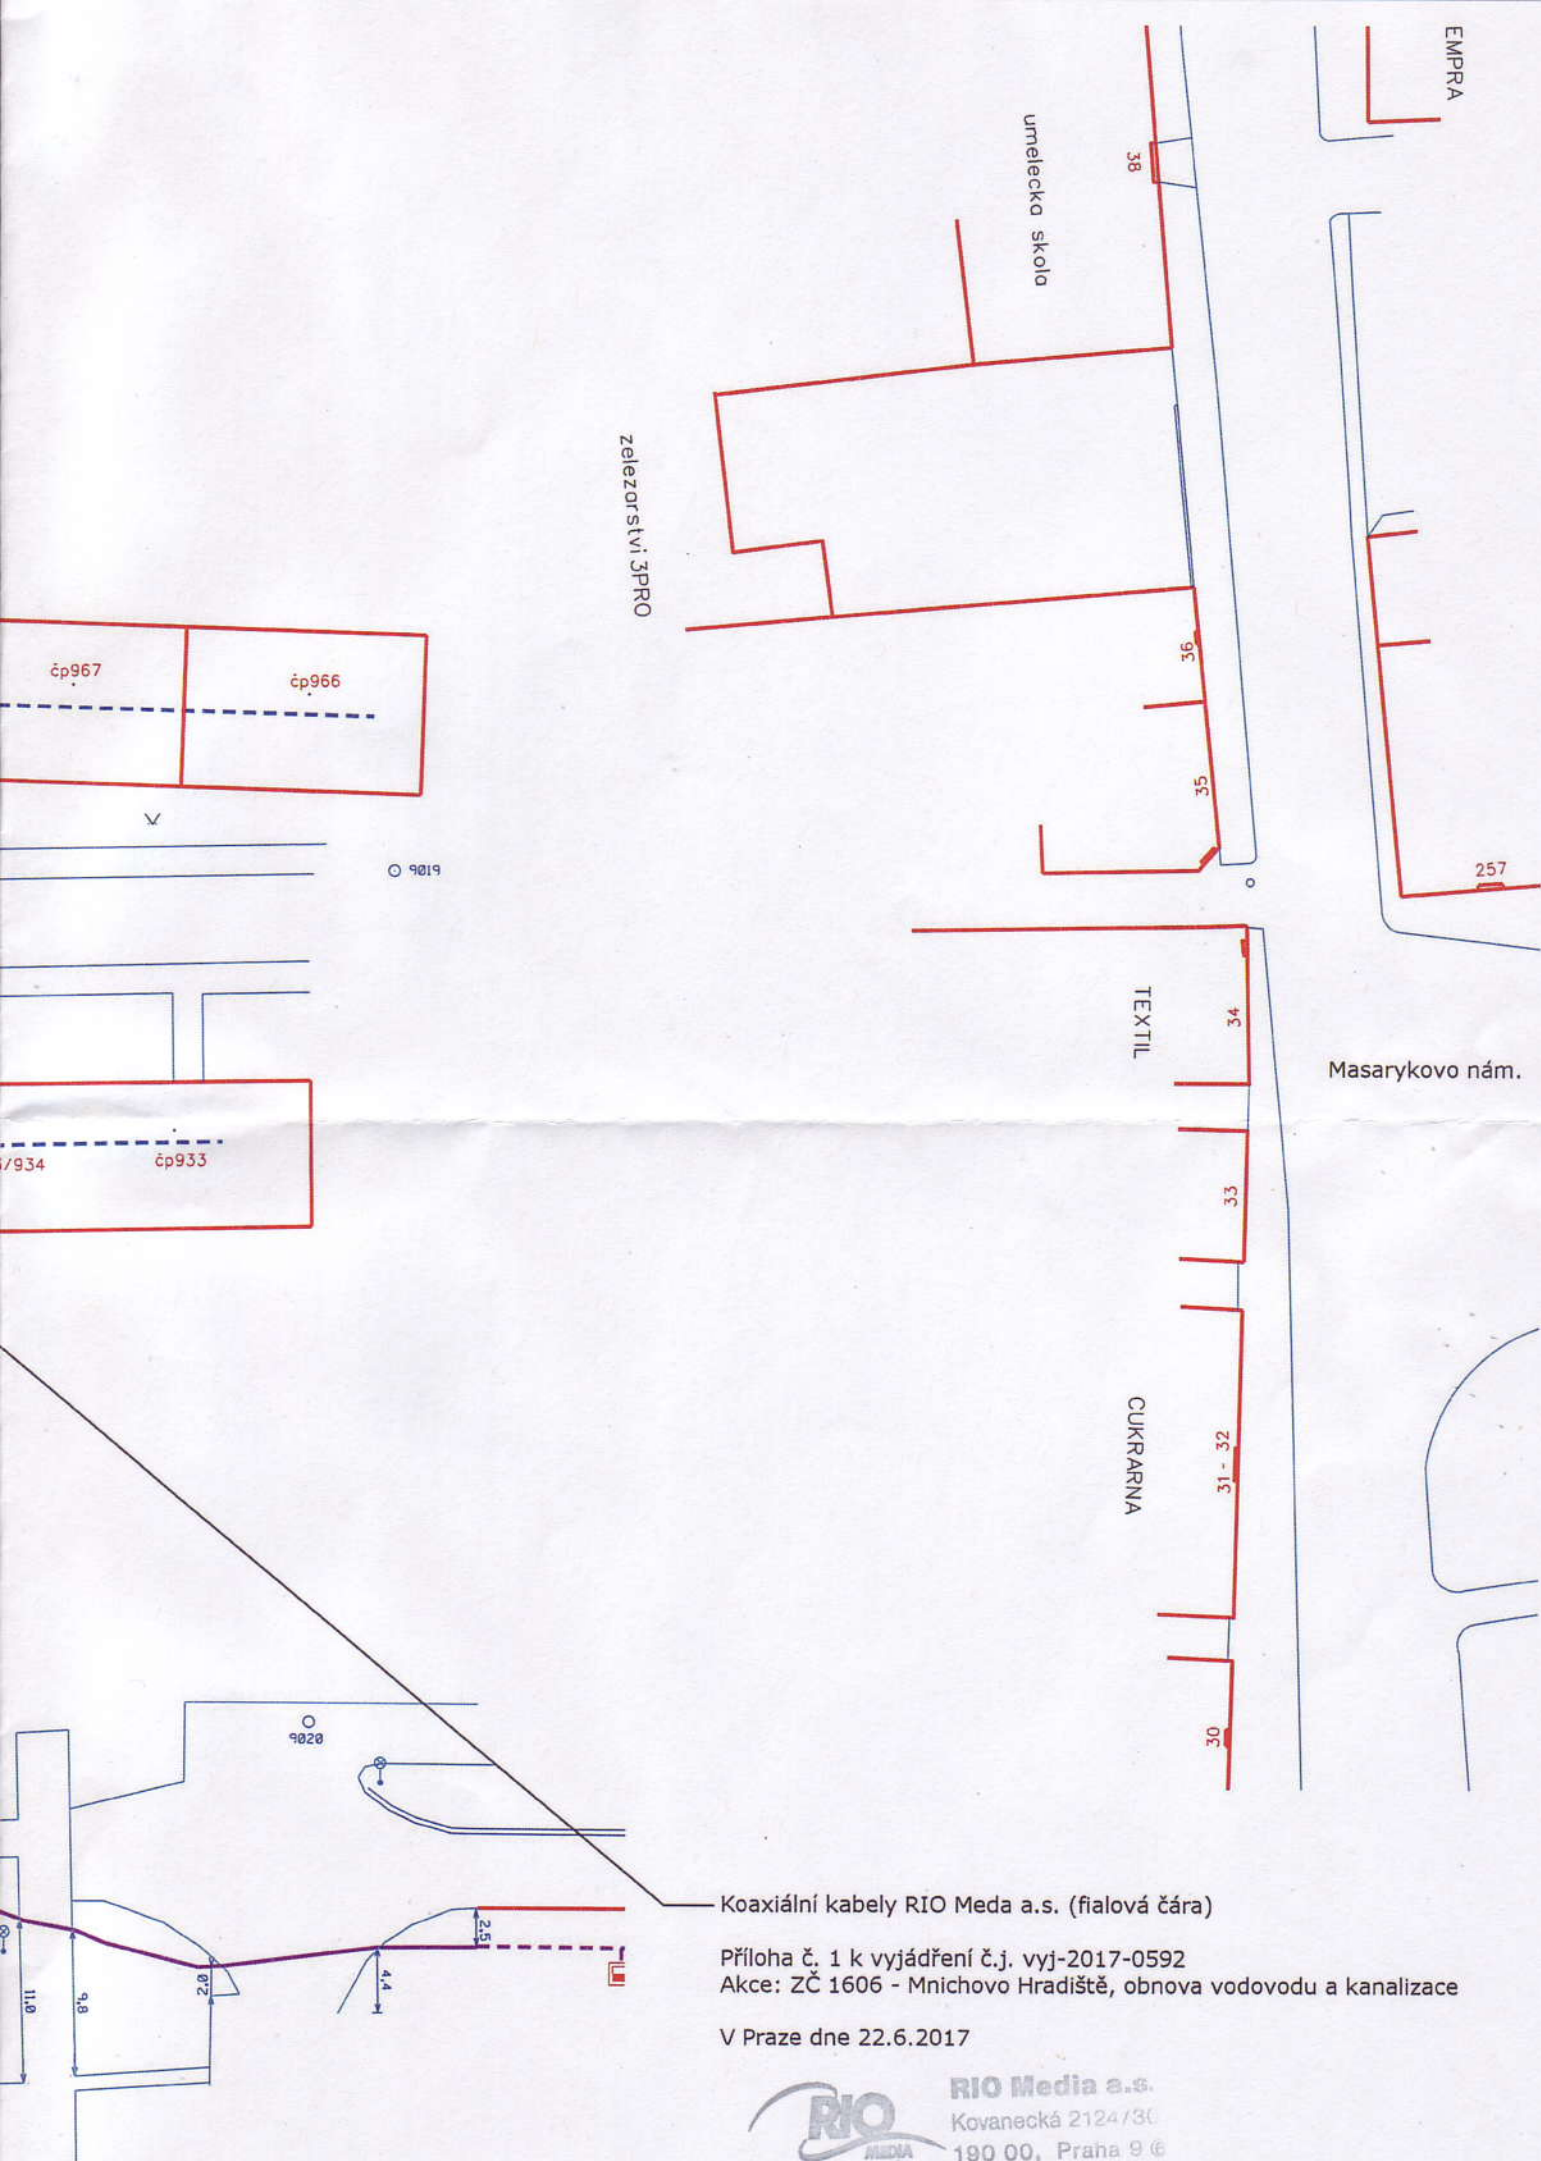 EMPRA
38
umelecka skola
zelezarstvi 3PRO
36
čp967
čp966
35
9019
257
TEXTIL
34
Masarykovo nám.
/934
čp933
33
CUKRARNA
31 - 32
30
9020
2,5
4,4
0,2
9,8
11,0
Koaxiální kabely RIO Meda a.s. (fialová čára)
Příloha č. 1 k vyjádření č.j. vyj-2017-0592
Akce: ZČ 1606 - Mnichovo Hradiště, obnova vodovodu a kanalizace
V Praze dne 22.6.2017
RIO
MEDIA
RIO Media a.s.
Kovanecká 2124/30
190 00, Praha 9